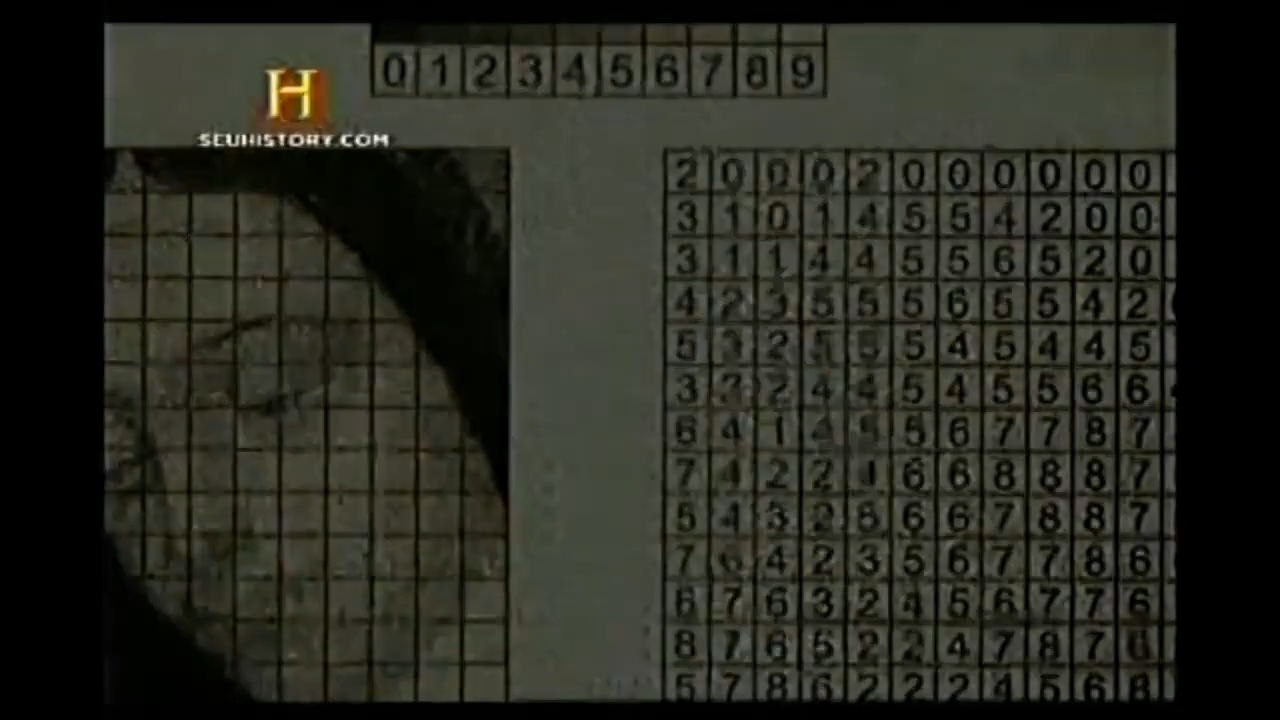 0 1 2 3 4 5 6 7 8 9
H
SEUHISTORY.COM
2 0 0 0 2 0 0 0 0 0 0
3 1 0 1 4 5 5 4 2 0 0
3 1 1 4 4 5 5 6 5 2 0
4 2 3 5 5 5 6 5 5 4 2
5 3 2 5 5 5 4 5 4 4 5
3 3 2 4 4 5 4 5 5 6 6
6 4 1 4 5 5 6 7 7 8 7
7 4 2 2 4 6 6 8 8 8 7
5 4 3 2 5 6 6 7 8 8 7
7 6 4 2 3 5 6 7 7 8 6
6 7 6 3 2 4 5 6 7 7 6
8 7 6 5 2 2 4 7 8 7 6
5 7 8 6 2 2 2 4 5 6 8